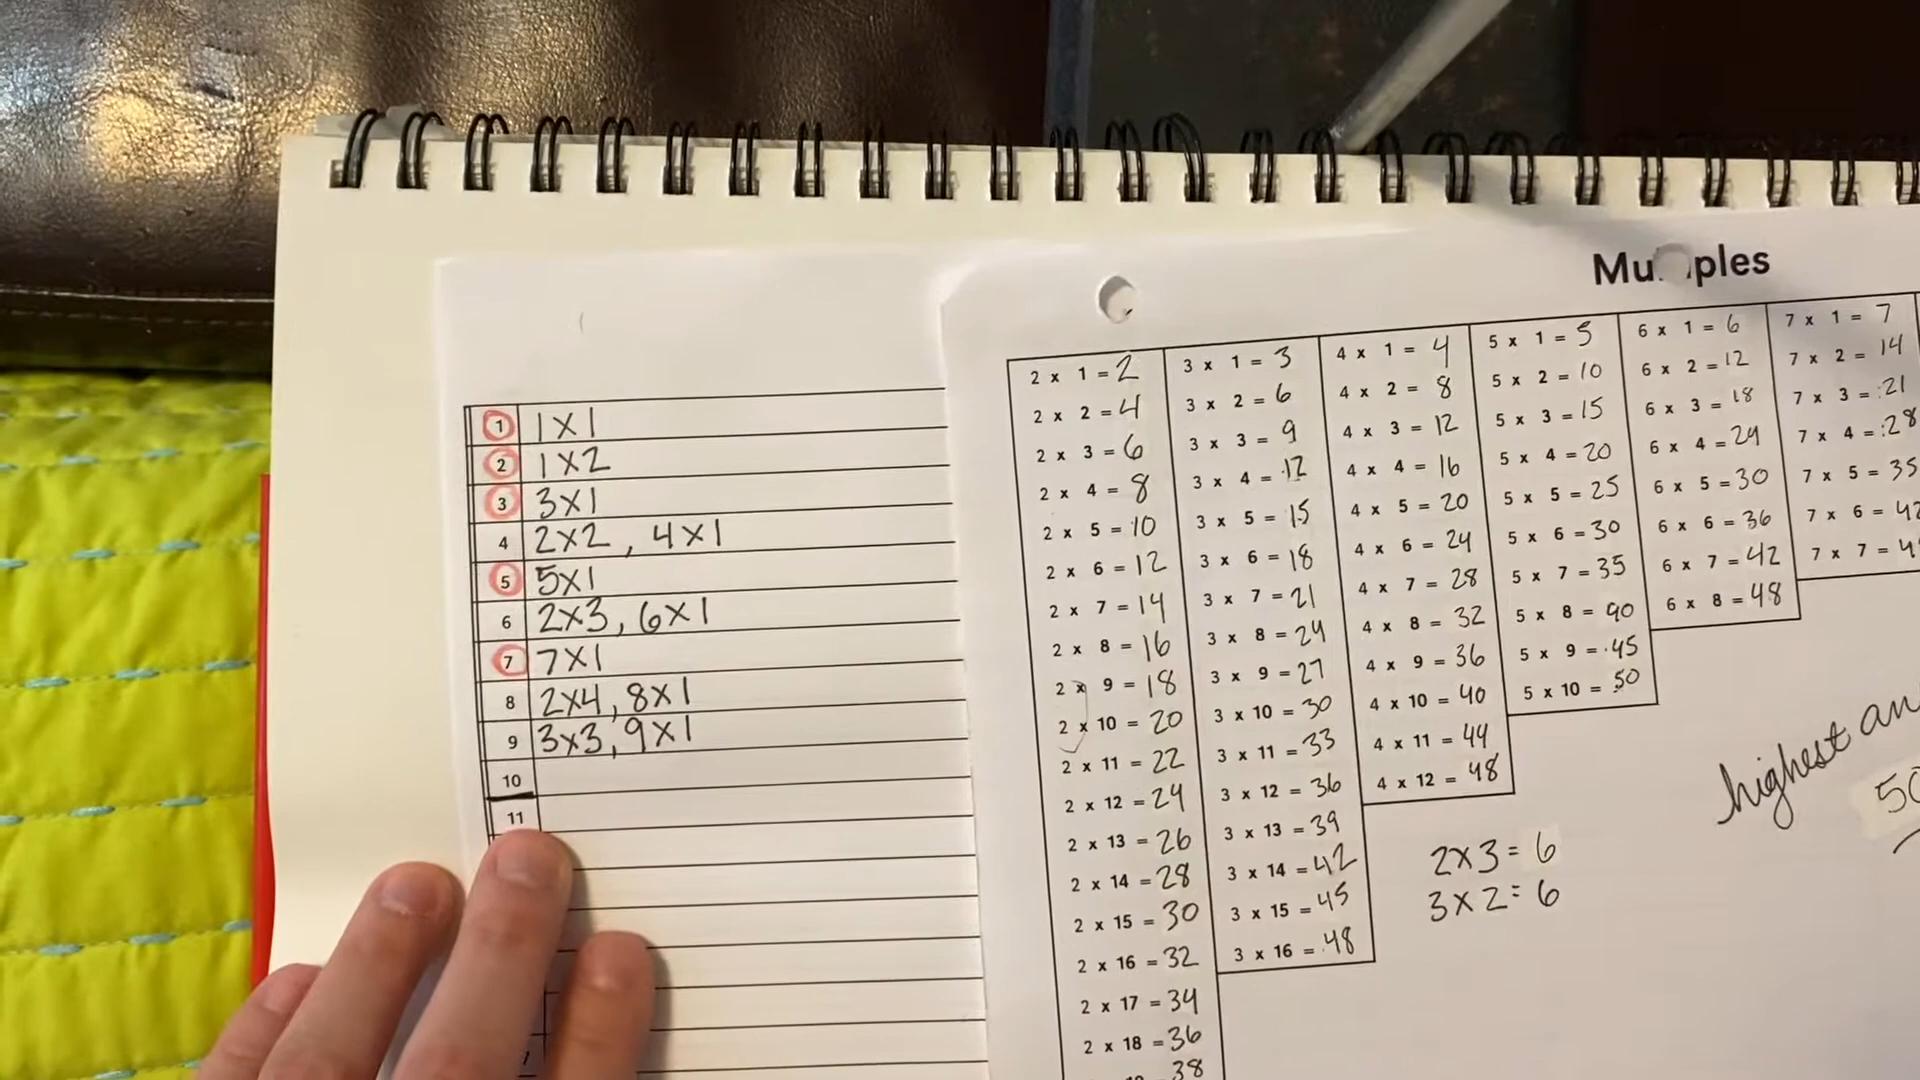 Mu ples
1 1X1
2 1X2
3 3X1
4 2X2, 4X1
5 5X1
6 2X3, 6X1
7 7X1
8 2X4, 8X1
9 3x3, 9X1
10
11
2 x 1 = 2
2 x 2 = 4
2 x 3 = 6
2 x 4 = 8
2 x 5 = 10
2 x 6 = 12
2 x 7 = 14
2 x 8 = 16
2 x 9 = 18
2 x 10 = 20
2 x 11 = 22
2 x 12 = 24
2 x 13 = 26
2 x 14 = 28
2 x 15 = 30
2 x 16 = 32
2 x 17 = 34
2 x 18 = 36
38
3 x 1 = 3
3 x 2 = 6
3 x 3 = 9
3 x 4 = 12
3 x 5 = 15
3 x 6 = 18
3 x 7 = 21
3 x 8 = 24
3 x 9 = 27
3 x 10 = 30
3 x 11 = 33
3 x 12 = 36
3 x 13 = 39
3 x 14 = 42
3 x 15 = 45
3 x 16 = 48
4 x 1 = 4
4 x 2 = 8
4 x 3 = 12
4 x 4 = 16
4 x 5 = 20
4 x 6 = 24
4 x 7 = 28
4 x 8 = 32
4 x 9 = 36
4 x 10 = 40
4 x 11 = 44
4 x 12 = 48
5 x 1 = 5
5 x 2 = 10
5 x 3 = 15
5 x 4 = 20
5 x 5 = 25
5 x 6 = 30
5 x 7 = 35
5 x 8 = 40
5 x 9 = 45
5 x 10 = 50
6 x 1 = 6
6 x 2 = 12
6 x 3 = 18
6 x 4 = 24
6 x 5 = 30
6 x 6 = 36
6 x 7 = 42
6 x 8 = 48
7 x 1 = 7
7 x 2 = 14
7 x 3 = 21
7 x 4 = 28
7 x 5 = 35
7 x 6 = 42
7 x 7 = 4
2X3 = 6
3X2 = 6
highest an
50